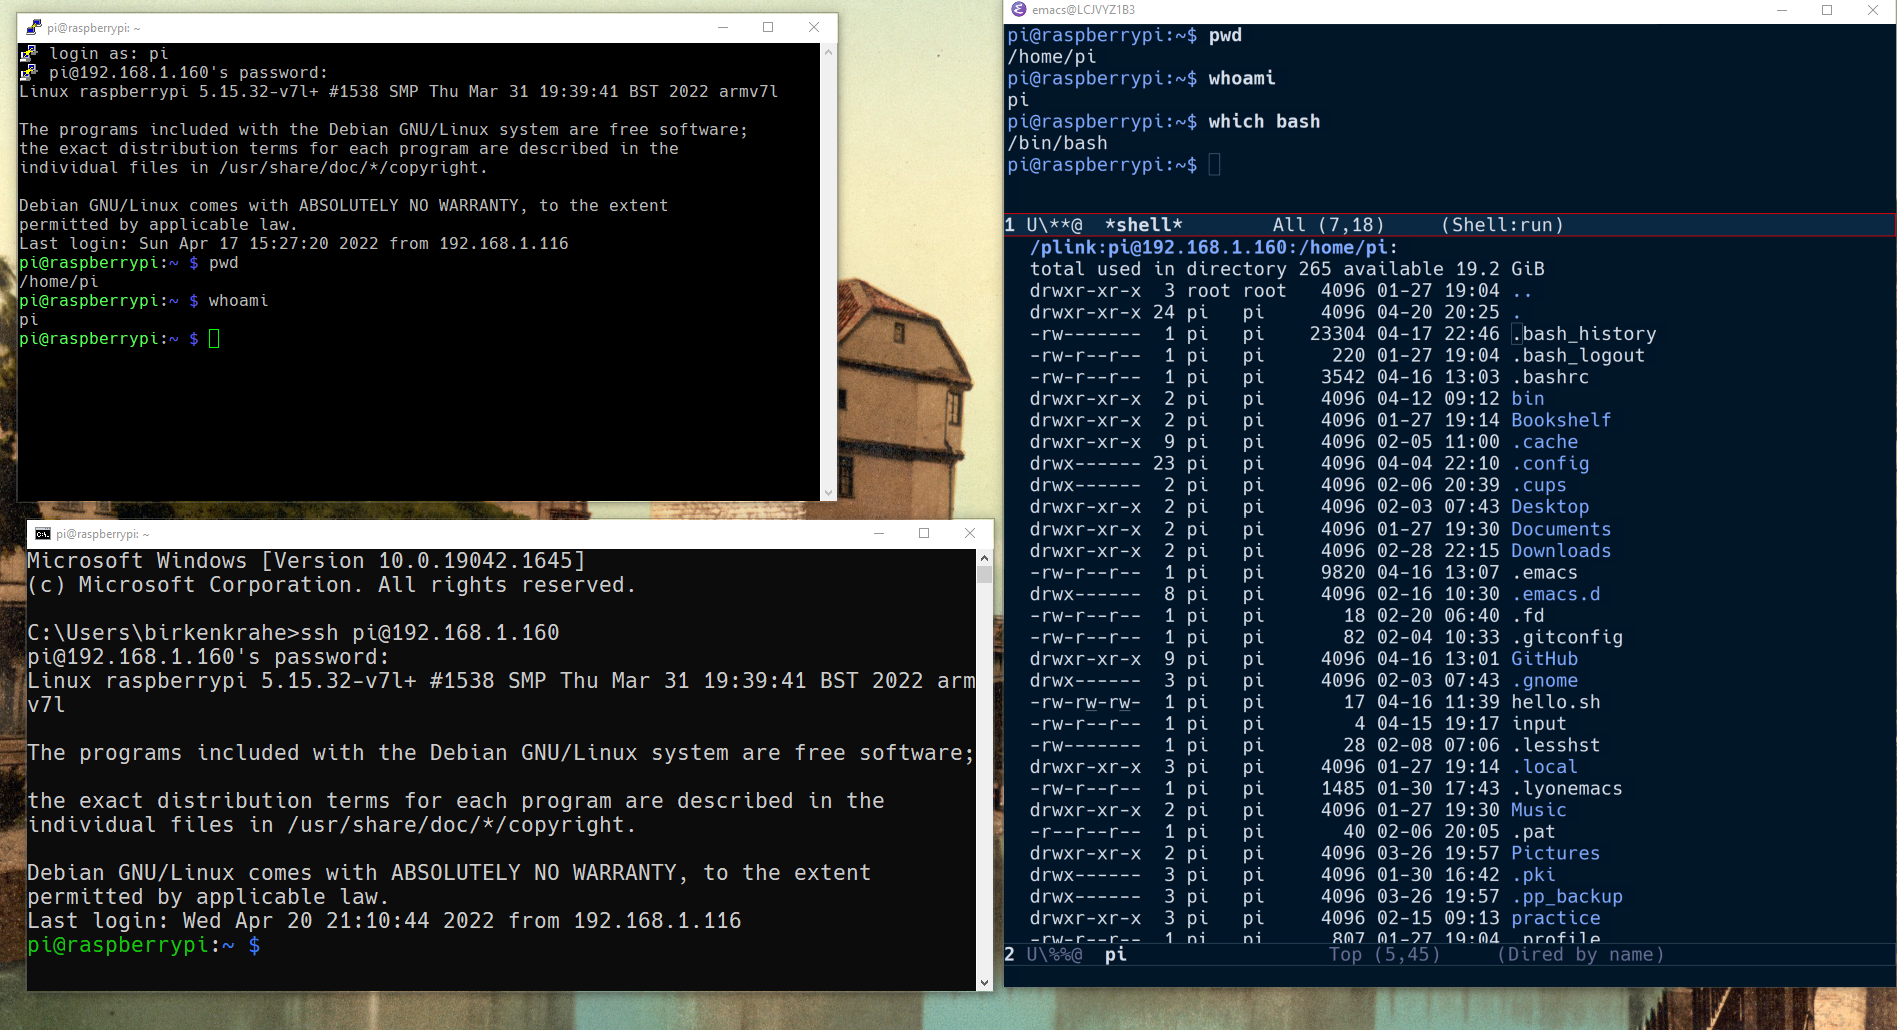 pi@raspberrypi: ~
login as: pi
pi@192.168.1.160's password:
Linux raspberrypi 5.15.32-v7l+ #1538 SMP Thu Mar 31 19:39:41 BST 2022 armv7l
The programs included with the Debian GNU/Linux system are free software;
the exact distribution terms for each program are described in the
individual files in /usr/share/doc/*/copyright.
Debian GNU/Linux comes with ABSOLUTELY NO WARRANTY, to the extent
permitted by applicable law.
Last login: Sun Apr 17 15:27:20 2022 from 192.168.1.116
pi@raspberrypi:~ $ pwd
/home/pi
pi@raspberrypi:~ $ whoami
pi
pi@raspberrypi:~ $
pi@raspberrypi: ~
Microsoft Windows [Version 10.0.19042.1645]
(c) Microsoft Corporation. All rights reserved.
C:\Users\birkenkrahe>ssh pi@192.168.1.160
pi@192.168.1.160's password:
Linux raspberrypi 5.15.32-v7l+ #1538 SMP Thu Mar 31 19:39:41 BST 2022 arm
v7l
The programs included with the Debian GNU/Linux system are free software;
the exact distribution terms for each program are described in the
individual files in /usr/share/doc/*/copyright.
Debian GNU/Linux comes with ABSOLUTELY NO WARRANTY, to the extent
permitted by applicable law.
Last login: Wed Apr 20 21:10:44 2022 from 192.168.1.116
pi@raspberrypi:~ $
emacs@LCJVYZ1B3
pi@raspberrypi:~$ pwd
/home/pi
pi@raspberrypi:~$ whoami
pi
pi@raspberrypi:~$ which bash
/bin/bash
pi@raspberrypi:~$
1 U\**@ *shell* All (7,18) (Shell:run)
/plink:pi@192.168.1.160:/home/pi:
total used in directory 265 available 19.2 GiB
drwxr-xr-x 3 root root 4096 01-27 19:04 ..
drwxr-xr-x 24 pi pi 4096 04-20 20:25 .
-rw------- 1 pi pi 23304 04-17 22:46 .bash_history
-rw-r--r-- 1 pi pi 220 01-27 19:04 .bash_logout
-rw-r--r-- 1 pi pi 3542 04-16 13:03 .bashrc
drwxr-xr-x 2 pi pi 4096 04-12 09:12 bin
drwxr-xr-x 2 pi pi 4096 01-27 19:14 Bookshelf
drwxr-xr-x 9 pi pi 4096 02-05 11:00 .cache
drwx------ 23 pi pi 4096 04-04 22:10 .config
drwx------ 2 pi pi 4096 02-06 20:39 .cups
drwxr-xr-x 2 pi pi 4096 02-03 07:43 Desktop
drwxr-xr-x 2 pi pi 4096 01-27 19:30 Documents
drwxr-xr-x 2 pi pi 4096 02-28 22:15 Downloads
-rw-r--r-- 1 pi pi 9820 04-16 13:07 .emacs
drwx------ 8 pi pi 4096 02-16 10:30 .emacs.d
-rw-r--r-- 1 pi pi 18 02-20 06:40 .fd
-rw-r--r-- 1 pi pi 82 02-04 10:33 .gitconfig
drwxr-xr-x 9 pi pi 4096 04-16 13:01 GitHub
drwx------ 3 pi pi 4096 02-03 07:43 .gnome
-rw-rw-rw- 1 pi pi 17 04-16 11:39 hello.sh
-rw-r--r-- 1 pi pi 4 04-15 19:17 input
-rw------- 1 pi pi 28 02-08 07:06 .lesshst
drwxr-xr-x 3 pi pi 4096 01-27 19:14 .local
-rw-r--r-- 1 pi pi 1485 01-30 17:43 .lyonemacs
drwxr-xr-x 2 pi pi 4096 01-27 19:30 Music
-r--r--r-- 1 pi pi 40 02-06 20:05 .pat
drwxr-xr-x 2 pi pi 4096 03-26 19:57 Pictures
drwx------ 3 pi pi 4096 01-30 16:42 .pki
drwx------ 3 pi pi 4096 03-26 19:57 .pp_backup
drwxr-xr-x 3 pi pi 4096 02-15 09:13 practice
-rw-r--r-- 1 pi pi 807 01-27 19:04 .profile
2 U\%%@ pi Top (5,45) (Dired by name)